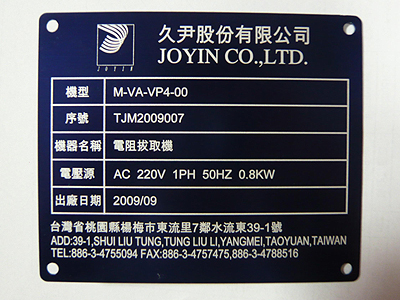 久尹股份有限公司
JOYIN
JOYIN CO.,LTD.
機型 M-VA-VP4-00
序號 TJM2009007
機器名稱 電阻拔取機
電壓源 AC 220V 1PH 50HZ 0.8KW
出廠日期 2009/09
台灣省桃園縣楊梅市東流里7鄰水流東39-1號
ADD:39-1,SHUI LIU TUNG,TUNG LIU LI,YANGMEI,TAOYUAN,TAIWAN
TEL:886-3-4755094 FAX:886-3-4757475,886-3-4788516